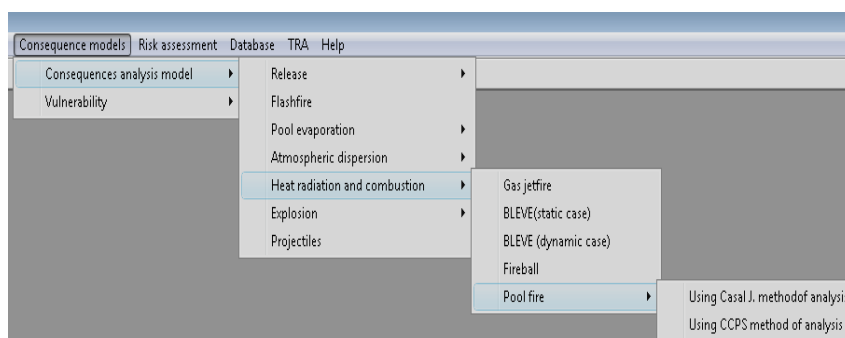 Consequence models Risk assessment Database TRA Help
Consequences analysis model
Vulnerability
Release
Flashfire
Pool evaporation
Atmospheric dispersion
Heat radiation and combustion
Explosion
Projectiles
Gas jetfire
BLEVE(static case)
BLEVE (dynamic case)
Fireball
Pool fire
Using Casal J. methodof analysi
Using CCPS method of analysis